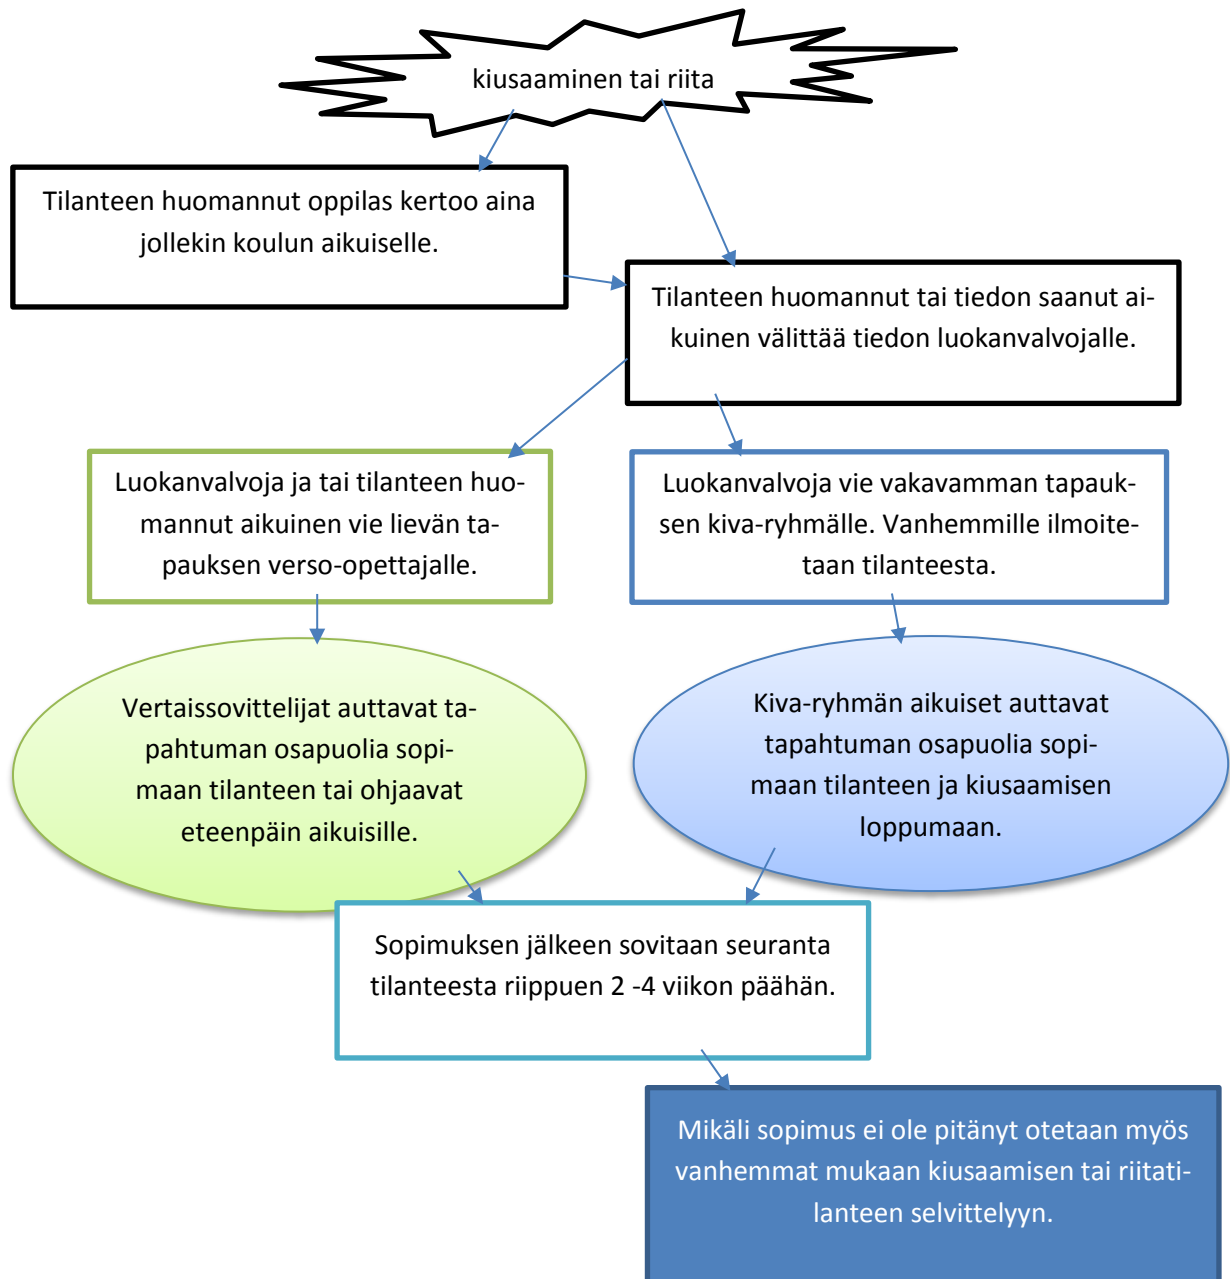 kiusaaminen tai riita
Tilanteen huomannut oppilas kertoo aina
jollekin koulun aikuiselle.
Tilanteen huomannut tai tiedon saanut ai-
kuinen välittää tiedon luokanvalvojalle.
Luokanvalvoja ja tai tilanteen huo-
mannut aikuinen vie lievän ta-
pauksen verso-opettajalle.
Luokanvalvoja vie vakavamman tapauk-
sen kiva-ryhmälle. Vanhemmille ilmoite-
taan tilanteesta.
Vertaissovittelijat auttavat ta-
pahtuman osapuolia sopi-
maan tilanteen tai ohjaavat
eteenpäin aikuisille.
Kiva-ryhmän aikuiset auttavat
tapahtuman osapuolia sopi-
maan tilanteen ja kiusaamisen
loppumaan.
Sopimuksen jälkeen sovitaan seuranta
tilanteesta riippuen 2 -4 viikon päähän.
Mikäli sopimus ei ole pitänyt otetaan myös
vanhemmat mukaan kiusaamisen tai riitati-
lanteen selvittelyyn.